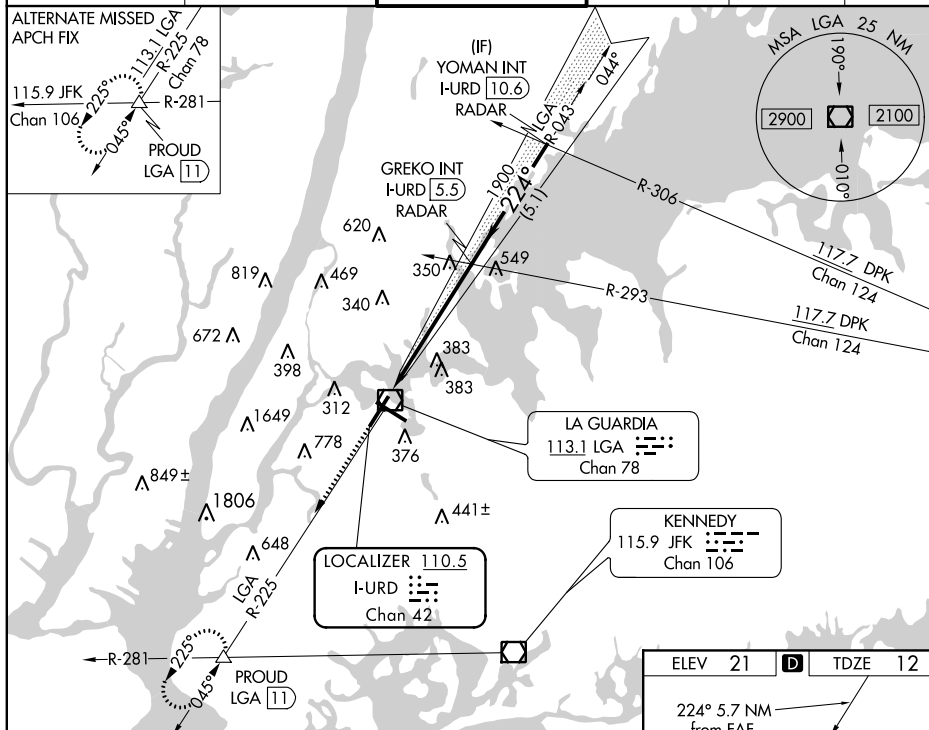 ALTERNATE MISSED
APCH FIX
113.1 LGA
R-225
Chan 78
115.9 JFK
Chan 106
225°
R-281
045°
PROUD
LGA 11
(IF)
YOMAN INT
I-URD 10.6
RADAR
LGA
R-043
044°
1900
224°
(5.1)
MSA LGA 25 NM
190°
2900
2100
010°
GREKO INT
I-URD 5.5
RADAR
R-306
117.7 DPK
Chan 124
R-293
117.7 DPK
Chan 124
620
350
549
819
469
340
672
398
383
383
312
1649
778
376
849±
1806
441±
648
LA GUARDIA
113.1 LGA
Chan 78
KENNEDY
115.9 JFK
Chan 106
LOCALIZER 110.5
I-URD
Chan 42
LGA
R-225
R-281
225°
045°
PROUD
LGA 11
ELEV 21
D
TDZE 12
224° 5.7 NM
from FAF